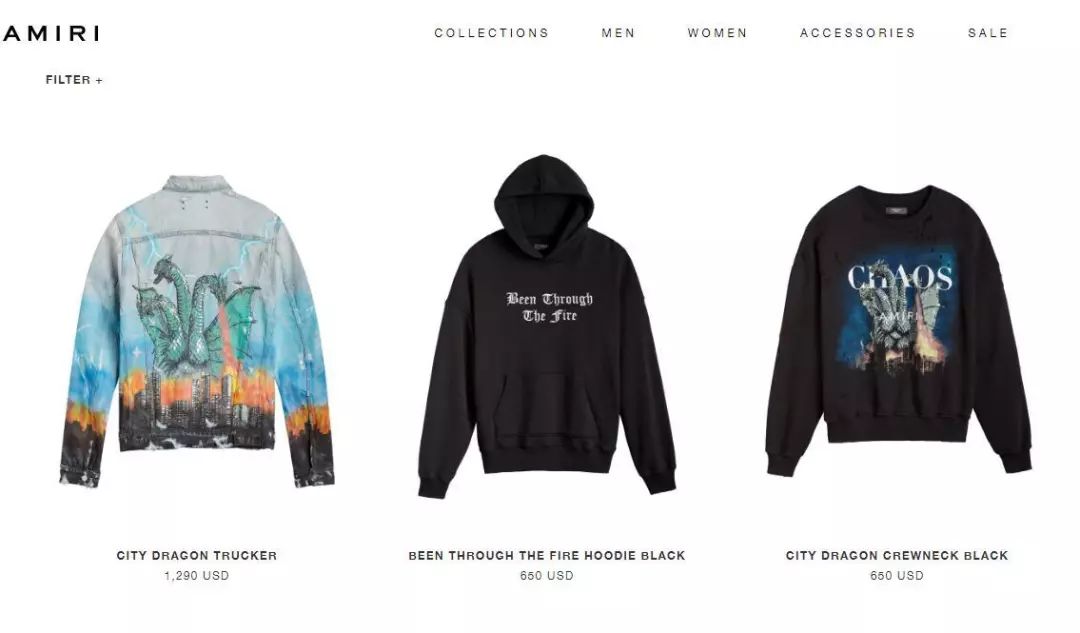 AMIRI
COLLECTIONS MEN WOMEN ACCESSORIES SALE
FILTER +
Been Through
The Fire
CHAOS
AMIRI
CITY DRAGON TRUCKER
1,290 USD
BEEN THROUGH THE FIRE HOODIE BLACK
650 USD
CITY DRAGON CREWNECK BLACK
650 USD